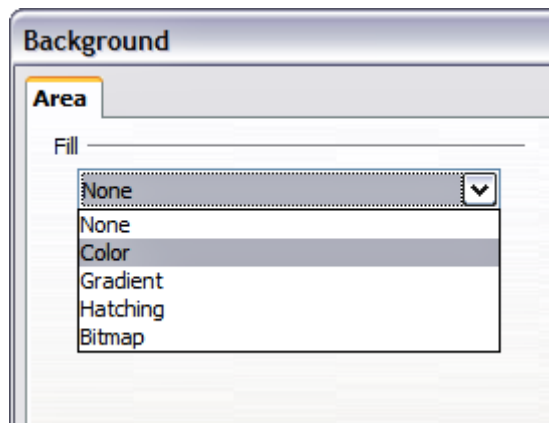 Background
Area
Fill
None
None
Color
Gradient
Hatching
Bitmap